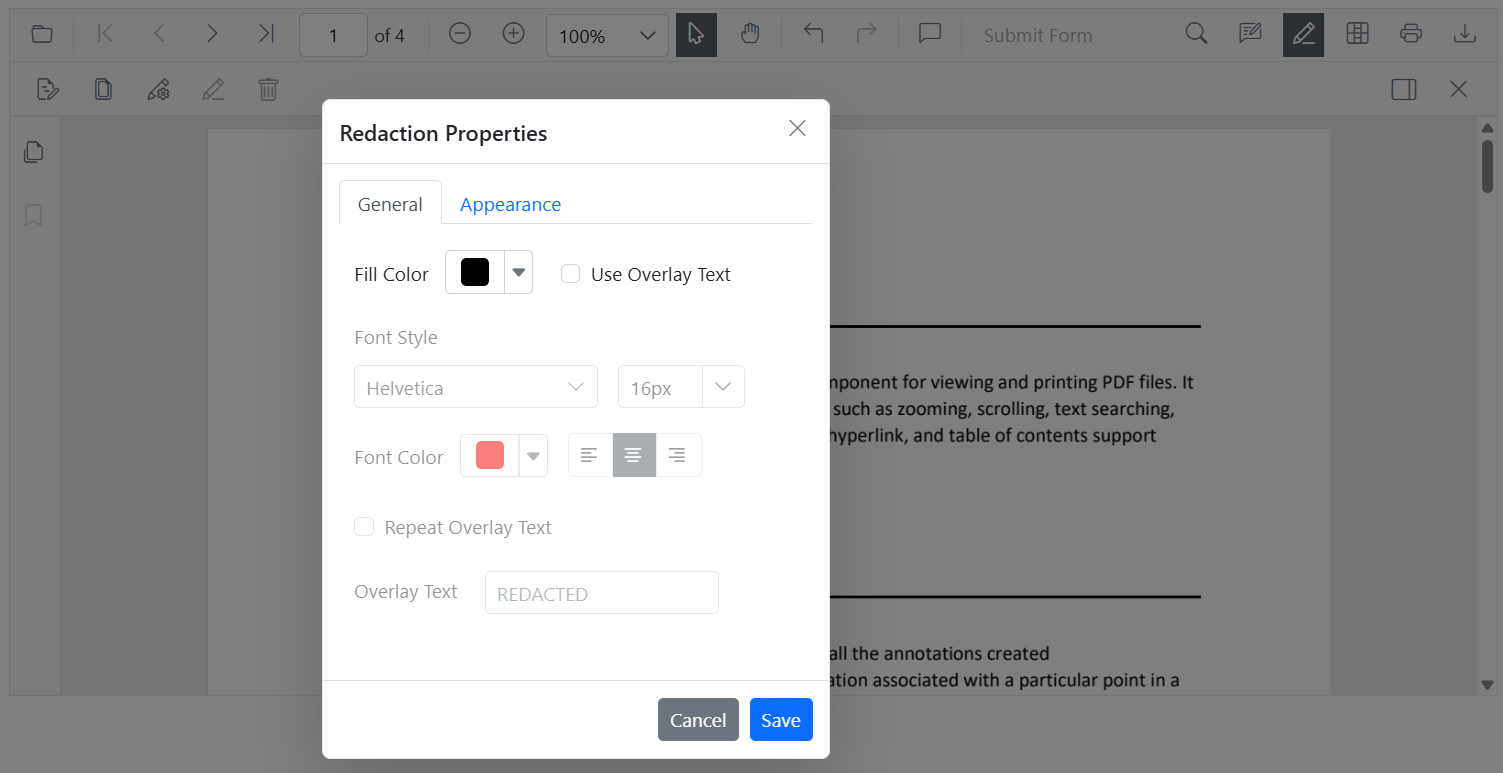 1 of 4 100% Submit Form
Redaction Properties
General Appearance
Fill Color Use Overlay Text
Font Style
Helvetica 16px
Font Color
Repeat Overlay Text
Overlay Text REDACTED
Cancel Save
for viewing and printing PDF files. It
such as zooming, scrolling, text searching,
hyperlink, and table of contents support
all the annotations created
associated with a particular point in a